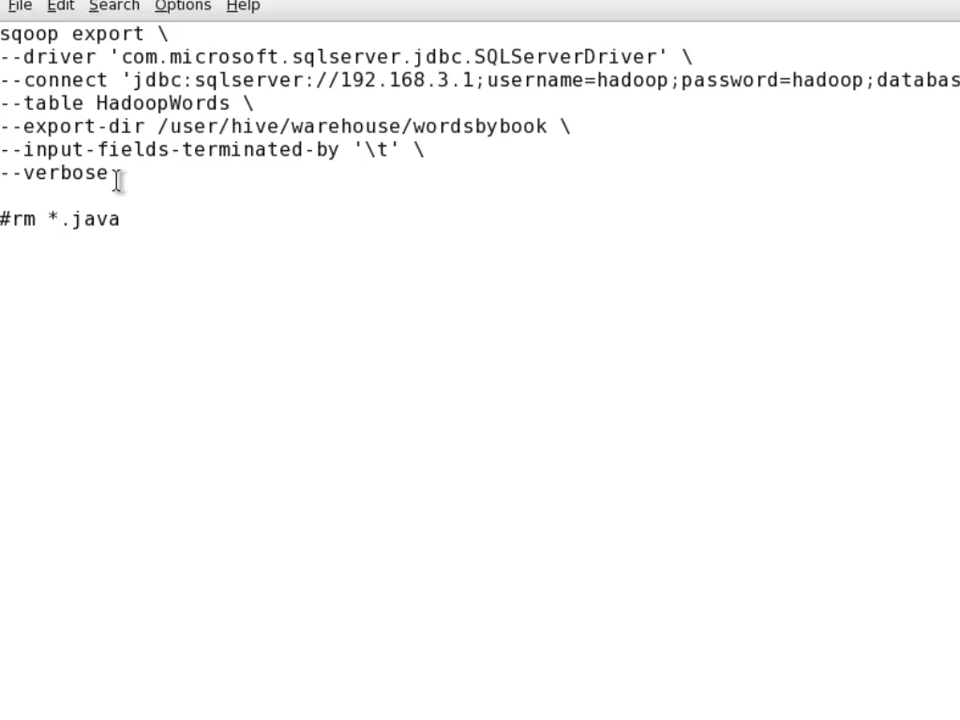 File Edit Search Options Help
sqoop export \
--driver 'com.microsoft.sqlserver.jdbc.SQLServerDriver' \
--connect 'jdbc:sqlserver://192.168.3.1;username=hadoop;password=hadoop;databas
--table HadoopWords \
--export-dir /user/hive/warehouse/wordsbybook \
--input-fields-terminated-by '\t' \
--verbose
#rm *.java